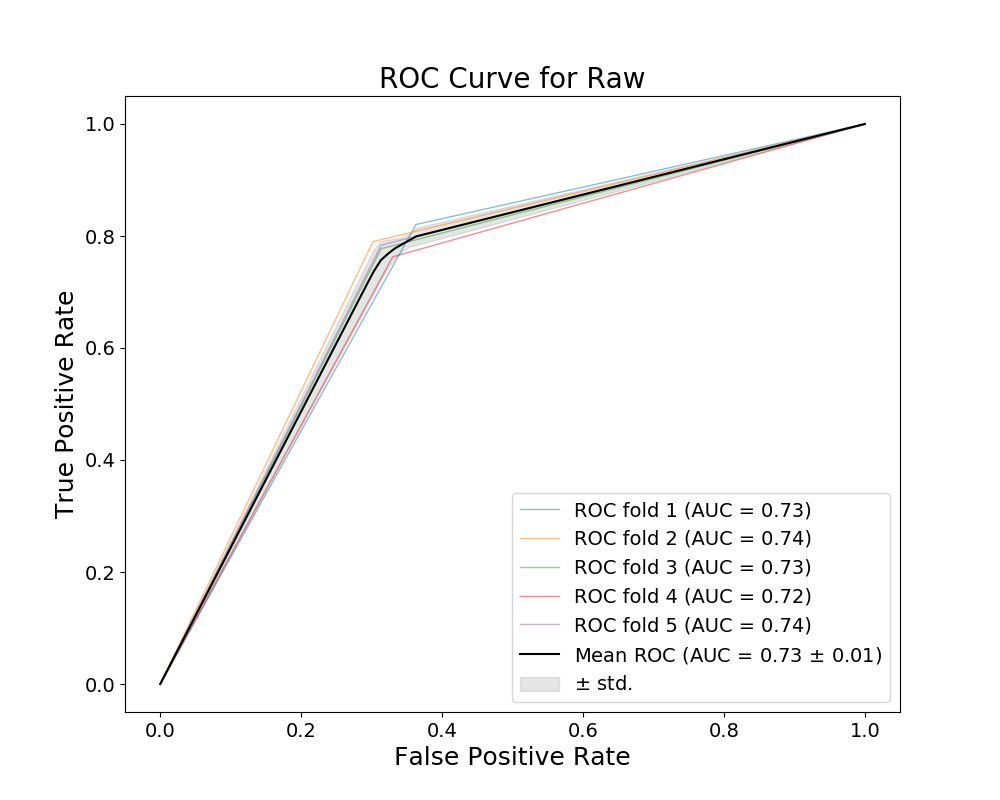 ROC Curve for Raw
True Positive Rate
1.0
0.8
0.6
0.4
0.2
0.0
ROC fold 1 (AUC = 0.73)
ROC fold 2 (AUC = 0.74)
ROC fold 3 (AUC = 0.73)
ROC fold 4 (AUC = 0.72)
ROC fold 5 (AUC = 0.74)
Mean ROC (AUC = 0.73 ± 0.01)
± std.
0.0 0.2 0.4 0.6 0.8 1.0
False Positive Rate